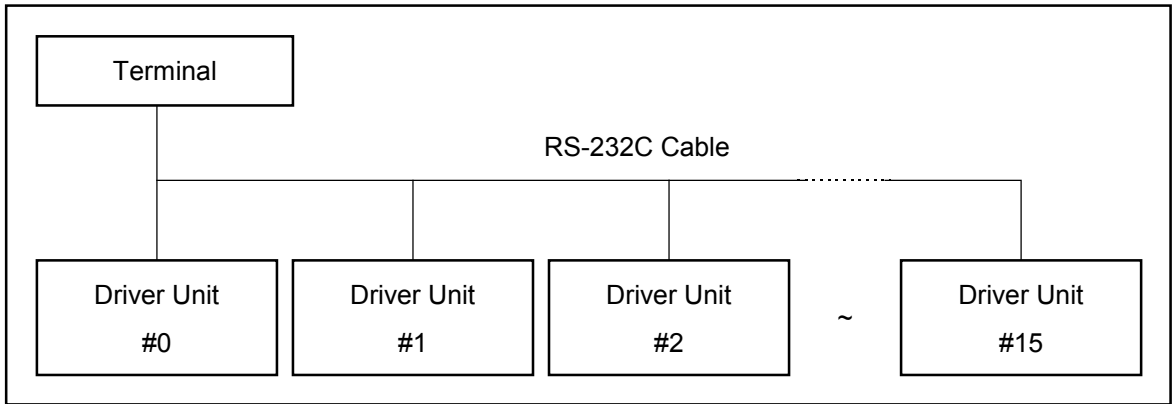 Terminal
RS-232C Cable
Driver Unit
#0
Driver Unit
#1
Driver Unit
#2
~
Driver Unit
#15